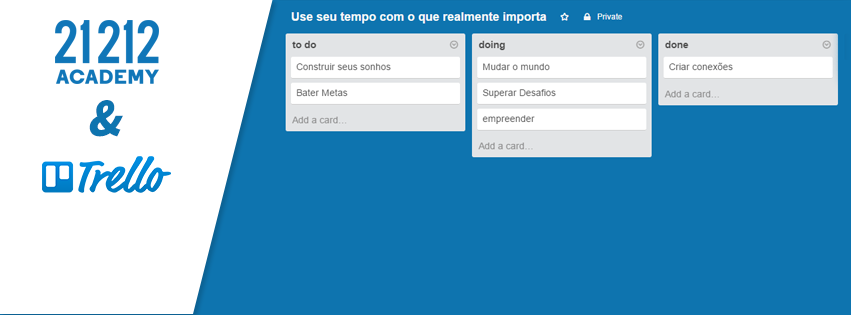 21212
ACADEMY
&
Trello
Use seu tempo com o que realmente importa
Private
to do
Construir seus sonhos
Bater Metas
Add a card...
doing
Mudar o mundo
Superar Desafios
empreender
Add a card...
done
Criar conexões
Add a card...